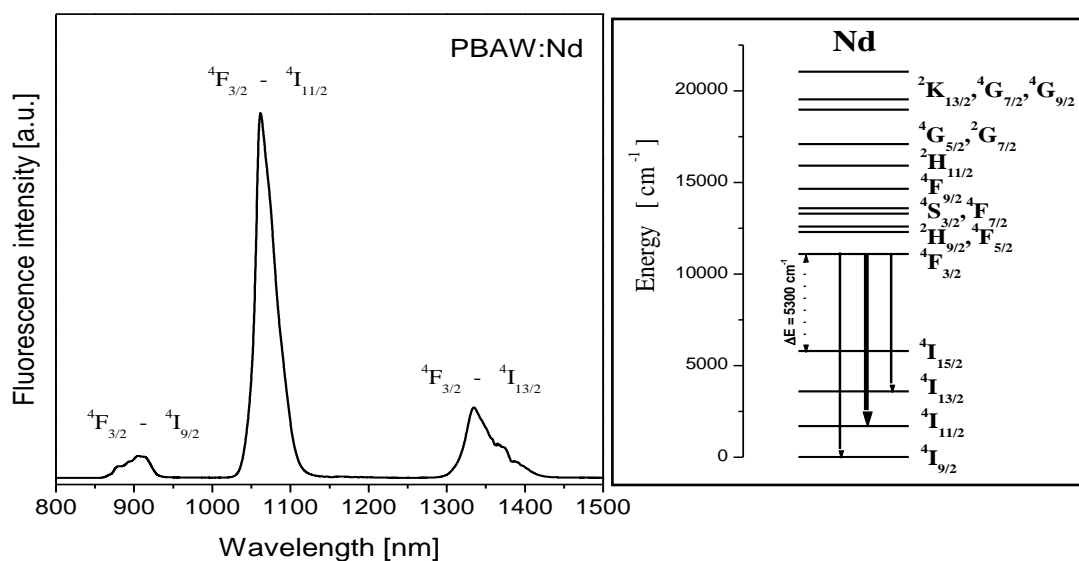 PBAW:Nd
⁴F₃/₂ - ⁴I₁₁/₂
⁴F₃/₂ - ⁴I₁₃/₂
⁴F₃/₂ - ⁴I₉/₂
Fluorescence intensity [a.u.]
800 900 1000 1100 1200 1300 1400 1500
Wavelength [nm]
Nd
Energy [cm⁻¹]
20000
15000
10000
5000
0
²K₁₃/₂,⁴G₇/₂,⁴G₉/₂
⁴G₅/₂,²G₇/₂
²H₁₁/₂
⁴F₉/₂
⁴S₃/₂,⁴F₇/₂
²H₉/₂,⁴F₅/₂
⁴F₃/₂
ΔE = 5300 cm⁻¹
⁴I₁₅/₂
⁴I₁₃/₂
⁴I₁₁/₂
⁴I₉/₂